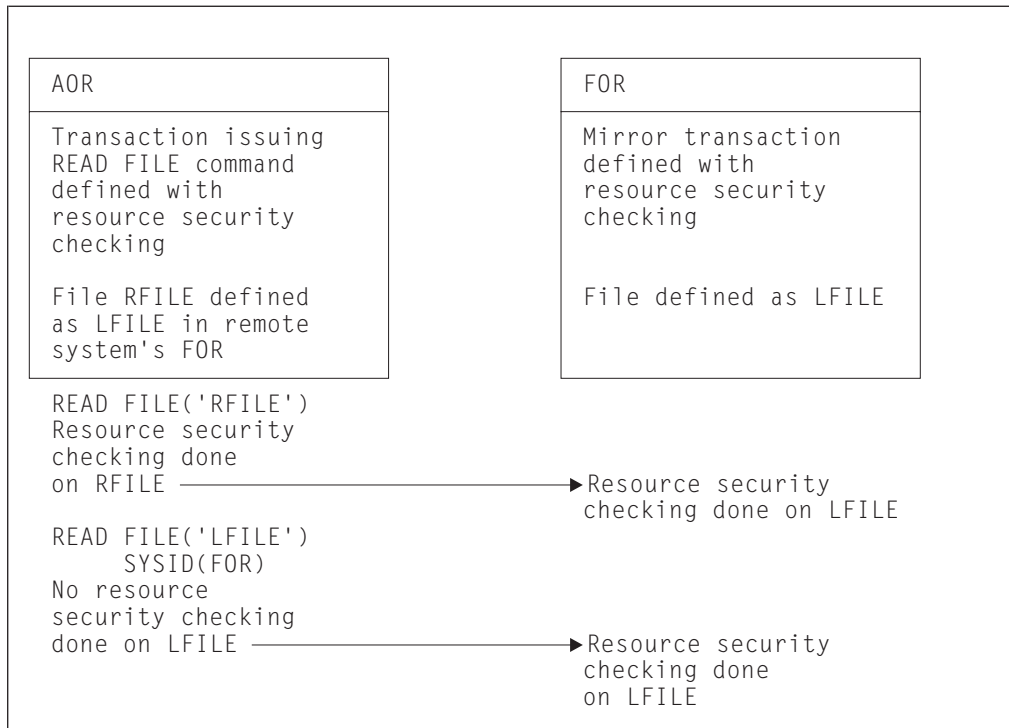 AOR
Transaction issuing
READ FILE command
defined with
resource security
checking
File RFILE defined
as LFILE in remote
system's FOR
FOR
Mirror transaction
defined with
resource security
checking
File defined as LFILE
READ FILE('RFILE')
Resource security
checking done
on RFILE
Resource security
checking done on LFILE
READ FILE('LFILE')
SYSID(FOR)
No resource
security checking
done on LFILE
Resource security
checking done
on LFILE